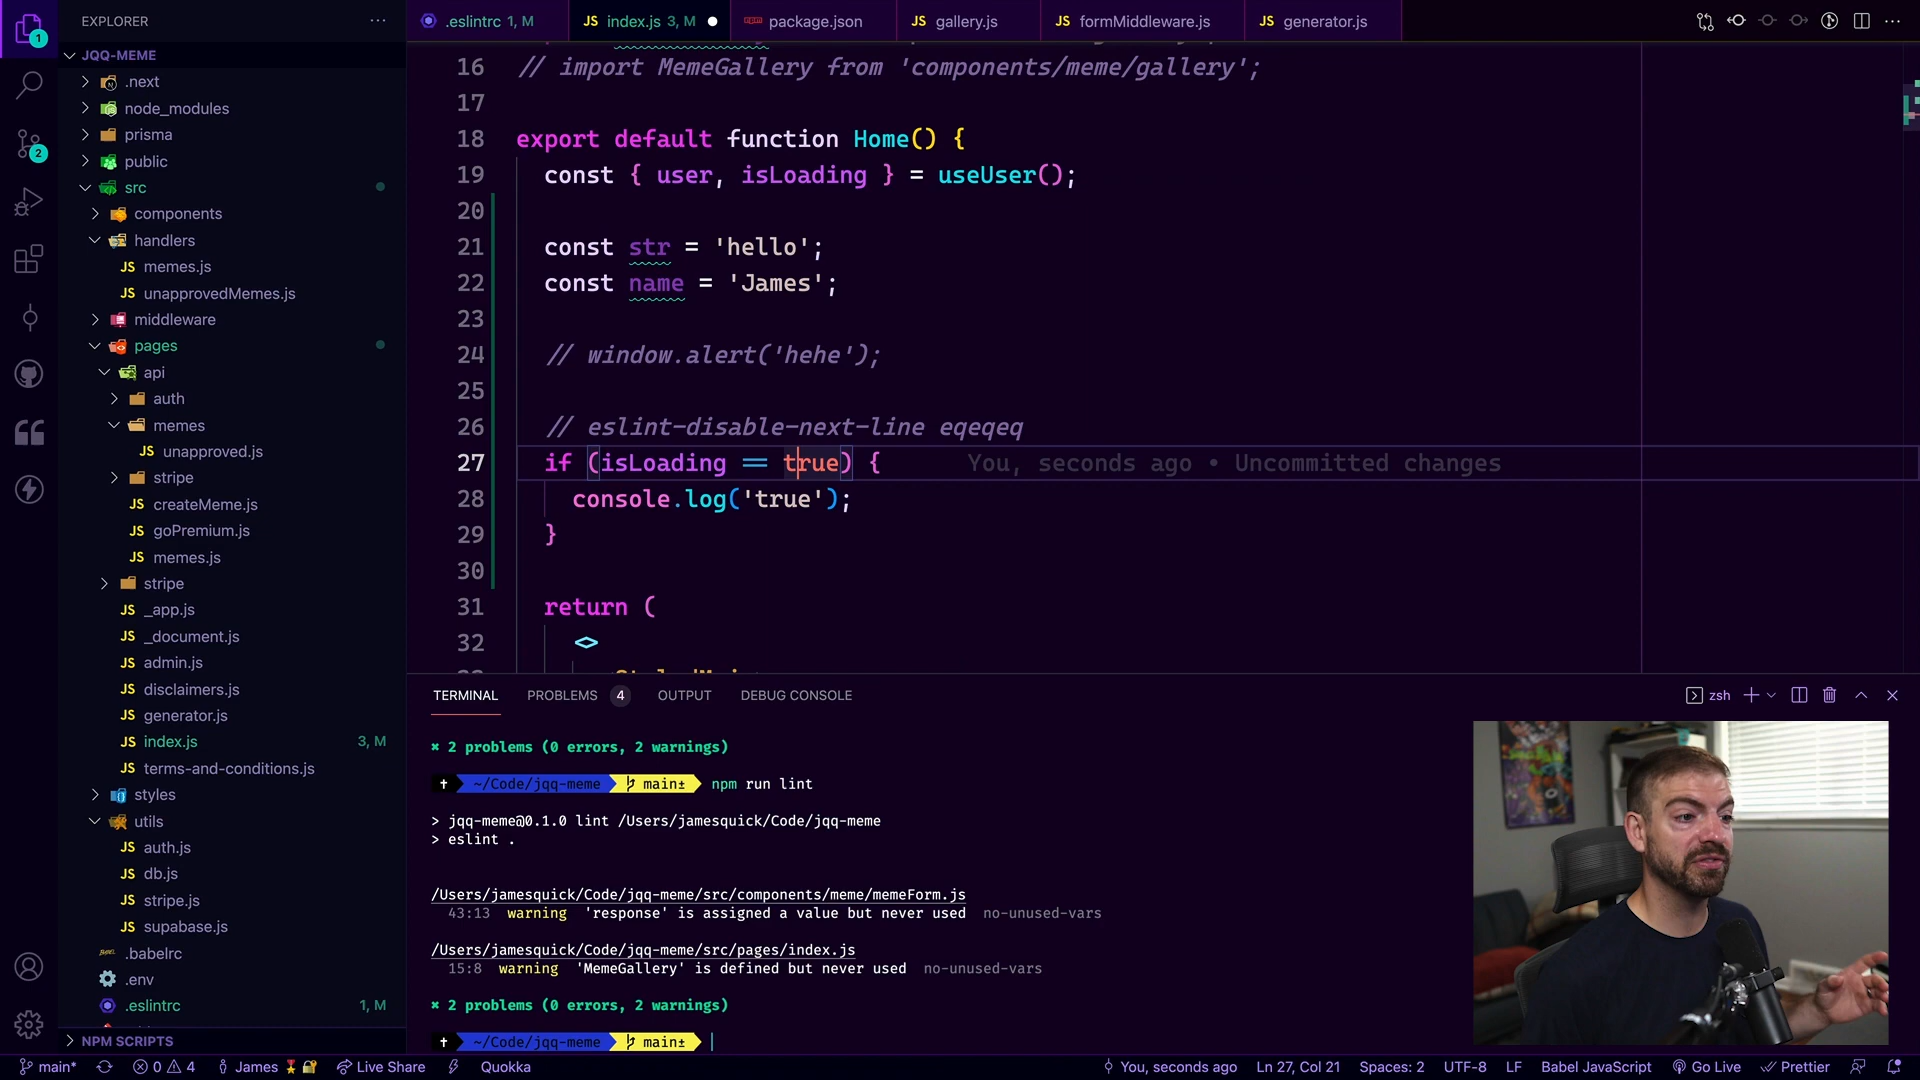 EXPLORER
JQQ-MEME
.next
node_modules
prisma
public
src
components
handlers
JS memes.js
JS unapprovedMemes.js
middleware
pages
api
auth
memes
JS unapproved.js
stripe
JS createMeme.js
JS goPremium.js
JS memes.js
stripe
JS _app.js
JS _document.js
JS admin.js
JS disclaimers.js
JS generator.js
JS index.js 3, M
JS terms-and-conditions.js
styles
utils
JS auth.js
JS db.js
JS stripe.js
JS supabase.js
.babelrc
.env
.eslintrc 1, M
NPM SCRIPTS
1
2
.eslintrc 1, M
JS index.js 3, M
package.json
JS gallery.js
JS formMiddleware.js
JS generator.js
16 // import MemeGallery from 'components/meme/gallery';
17
18 export default function Home() {
19 const { user, isLoading } = useUser();
20
21 const str = 'hello';
22 const name = 'James';
23
24 // window.alert('hehe');
25
26 // eslint-disable-next-line eqeqeq
27 if (isLoading == true) { You, seconds ago • Uncommitted changes
28 console.log('true');
29 }
30
31 return (
32 <>
TERMINAL PROBLEMS 4 OUTPUT DEBUG CONSOLE
zsh
✖ 2 problems (0 errors, 2 warnings)
~/Code/jqq-meme main± npm run lint
> jqq-meme@0.1.0 lint /Users/jamesquick/Code/jqq-meme
> eslint .
/Users/jamesquick/Code/jqq-meme/src/components/meme/memeForm.js
43:13 warning 'response' is assigned a value but never used no-unused-vars
/Users/jamesquick/Code/jqq-meme/src/pages/index.js
15:8 warning 'MemeGallery' is defined but never used no-unused-vars
✖ 2 problems (0 errors, 2 warnings)
~/Code/jqq-meme main±
main* 0 4 James Live Share Quokka You, seconds ago Ln 27, Col 21 Spaces: 2 UTF-8 LF Babel JavaScript Go Live Prettier